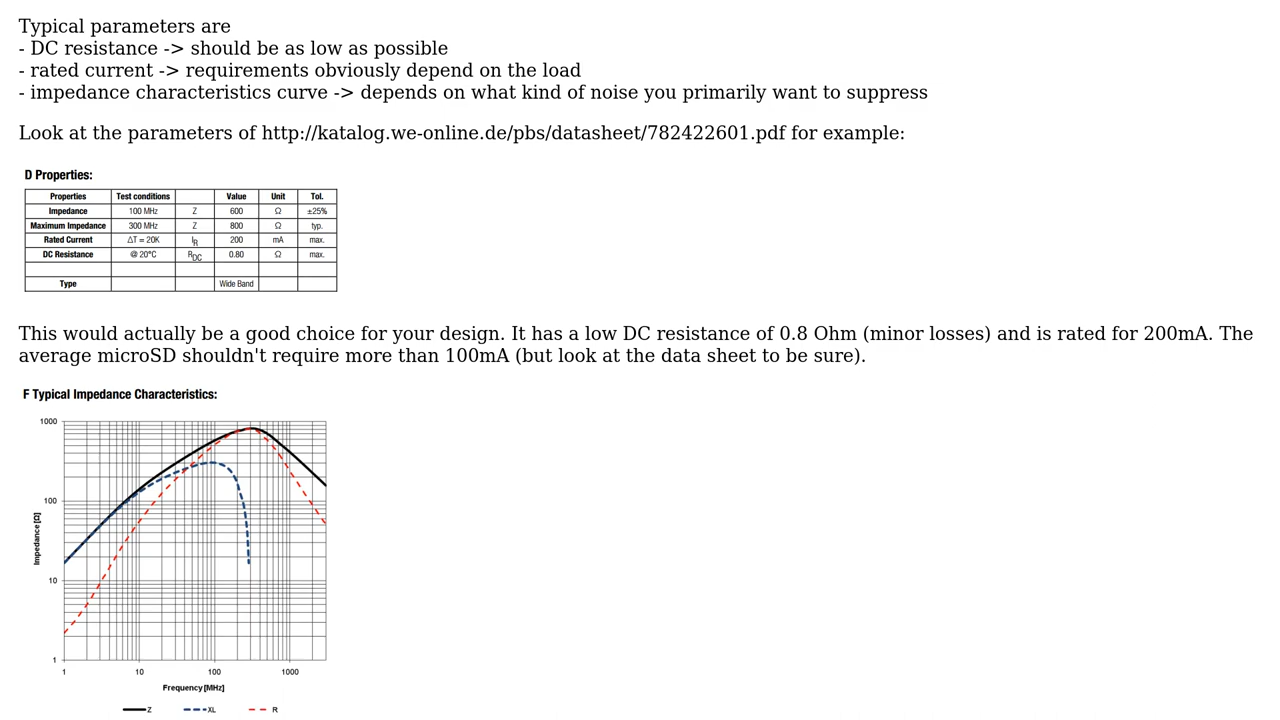 Typical parameters are
- DC resistance -> should be as low as possible
- rated current -> requirements obviously depend on the load
- impedance characteristics curve -> depends on what kind of noise you primarily want to suppress
Look at the parameters of http://katalog.we-online.de/pbs/datasheet/782422601.pdf for example:
D Properties:
Properties Test conditions Value Unit Tol.
Impedance 100 MHz Z 600 Ω ±25%
Maximum Impedance 300 MHz Z 800 Ω typ.
Rated Current ΔT = 20K IR 200 mA max.
DC Resistance @ 20°C RDC 0.80 Ω max.
Type Wide Band
This would actually be a good choice for your design. It has a low DC resistance of 0.8 Ohm (minor losses) and is rated for 200mA. The
average microSD shouldn't require more than 100mA (but look at the data sheet to be sure).
F Typical Impedance Characteristics:
1000
100
10
1
Impedance [Ω]
1 10 100 1000
Frequency [MHz]
Z XL R